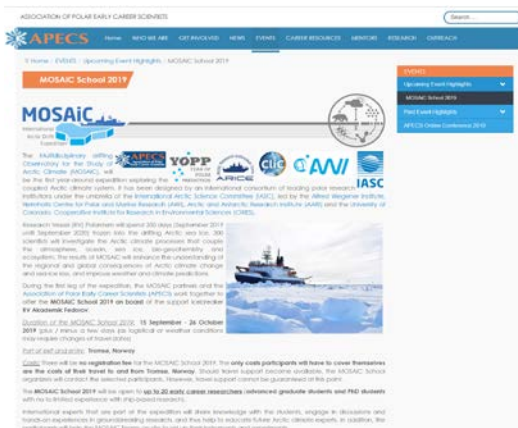 ASSOCIATION OF POLAR EARLY CAREER SCIENTISTS
Search ...
APECS Home WHO WE ARE GET INVOLVED NEWS EVENTS CAREER RESOURCES MENTORS RESEARCH OUTREACH
Home / EVENTS / Upcoming Event Highlights / MOSAiC School 2019
EVENTS
Upcoming Event Highlights
MOSAiC School 2019
Past Event Highlights
APECS Online Conference 2019
MOSAiC School 2019
MOSAiC
International
Arctic Drift
Expedition
APECS YOPP ARICE CliC AWI IASC
The Multidisciplinary drifting
Observatory for the Study of
Arctic Climate (MOSAiC), will
be the first year-around expedition exploring the
coupled Arctic climate system. It has been designed by an international consortium of leading polar research
institutions under the umbrella of the International Arctic Science Committee (IASC), led by the Alfred Wegener Institute,
Helmholtz Centre for Polar and Marine Research (AWI), Arctic and Antarctic Research Institute (AARI) and the University of
Colorado, Cooperative Institute for Research in Environmental Sciences (CIRES).
Research Vessel (RV) Polarstern will spend 350 days (September 2019
until September 2020) frozen into the drifting Arctic sea ice. 300
scientists will investigate the Arctic climate processes that couple
the atmosphere, ocean, sea ice, bio-geochemistry and
ecosystem. The results of MOSAiC will enhance the understanding of
the regional and global consequences of Arctic climate change
and sea-ice loss, and improve weather and climate predictions.
During the first leg of the expedition, the MOSAiC partners and the
Association of Polar Early Career Scientists (APECS) work together to
offer the MOSAiC School 2019 on board of the support icebreaker
RV Akademik Fedorov.
Duration of the MOSAiC School 2019: 15 September - 26 October
2019 (plus / minus a few days as logistical or weather conditions
may require changes of travel dates)
Port of exit and entry: Tromsø, Norway
Costs: There will be no registration fee for the MOSAiC School 2019. The only costs participants will have to cover themselves
are the costs of their travel to and from Tromsø, Norway. Should travel support become available, the MOSAiC School
organizers will contact the selected participants. However, travel support cannot be guaranteed at this point.
The MOSAiC School 2019 will be open to up to 20 early career researchers (advanced graduate students and PhD students
with no to limited experience with ship-based research).
International experts that are part of the expedition will share knowledge with the students, engage in discussions and
hands-on experiences in groundbreaking research, and thus help to educate future Arctic climate experts. In addition, the